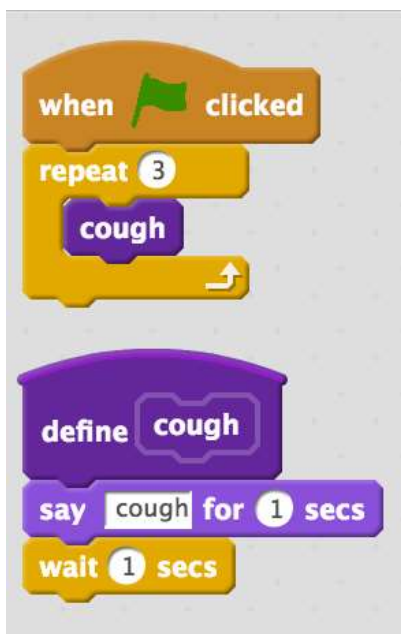 when clicked
repeat 3
cough
define cough
say cough for 1 secs
wait 1 secs